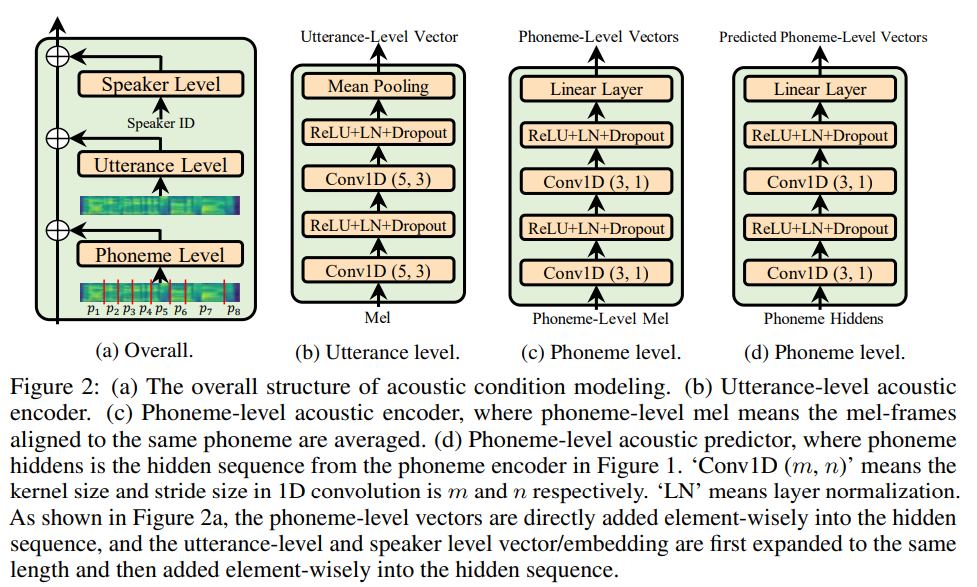 Speaker Level
Speaker ID
Utterance Level
Phoneme Level
p1 p2 p3 p4 p5 p6 p7 p8
(a) Overall.
Utterance-Level Vector
Mean Pooling
ReLU+LN+Dropout
Conv1D (5, 3)
ReLU+LN+Dropout
Conv1D (5, 3)
Mel
(b) Utterance level.
Phoneme-Level Vectors
Linear Layer
ReLU+LN+Dropout
Conv1D (3, 1)
ReLU+LN+Dropout
Conv1D (3, 1)
Phoneme-Level Mel
(c) Phoneme level.
Predicted Phoneme-Level Vectors
Linear Layer
ReLU+LN+Dropout
Conv1D (3, 1)
ReLU+LN+Dropout
Conv1D (3, 1)
Phoneme Hiddens
(d) Phoneme level.
Figure 2: (a) The overall structure of acoustic condition modeling. (b) Utterance-level acoustic
encoder. (c) Phoneme-level acoustic encoder, where phoneme-level mel means the mel-frames
aligned to the same phoneme are averaged. (d) Phoneme-level acoustic predictor, where phoneme
hiddens is the hidden sequence from the phoneme encoder in Figure 1. ‘Conv1D (m, n)’ means the
kernel size and stride size in 1D convolution is m and n respectively. ‘LN’ means layer normalization.
As shown in Figure 2a, the phoneme-level vectors are directly added element-wisely into the hidden
sequence, and the utterance-level and speaker level vector/embedding are first expanded to the same
length and then added element-wisely into the hidden sequence.